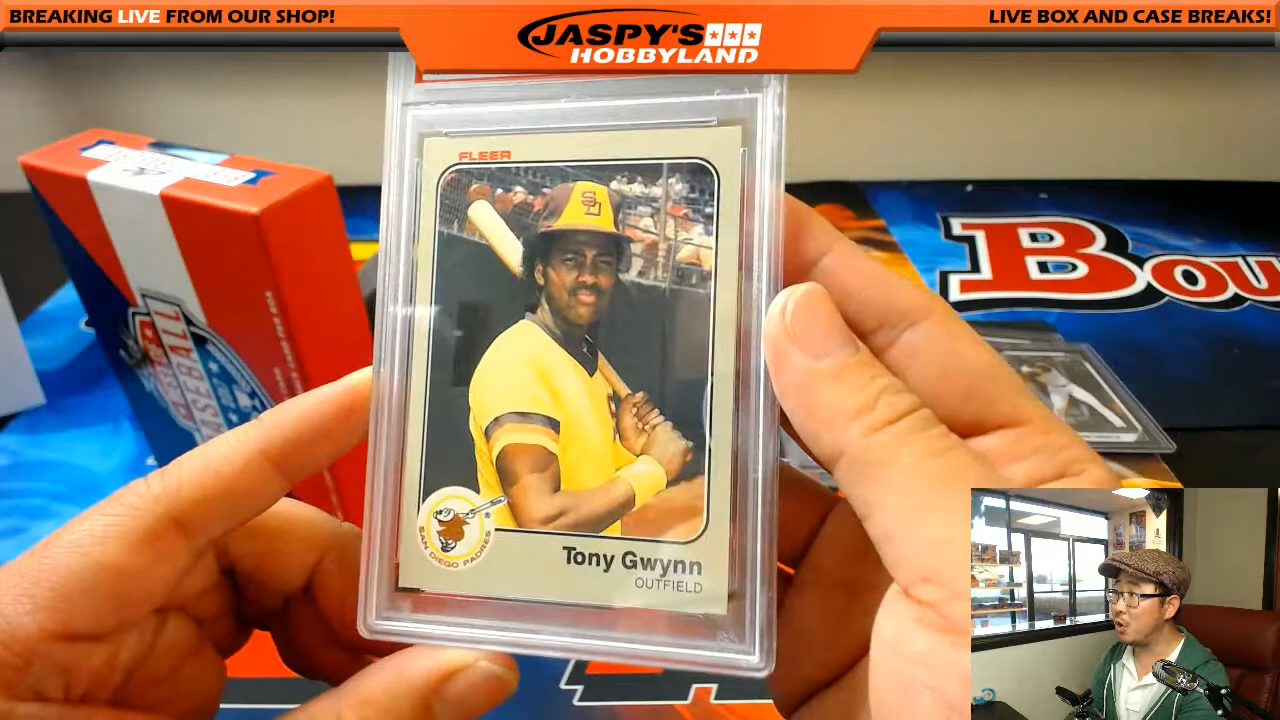 BREAKING LIVE FROM OUR SHOP!
JASPY'S
HOBBYLAND
LIVE BOX AND CASE BREAKS!
FLEER
SD
SAN DIEGO PADRES
Tony Gwynn
OUTFIELD
BASEBALL
BOW